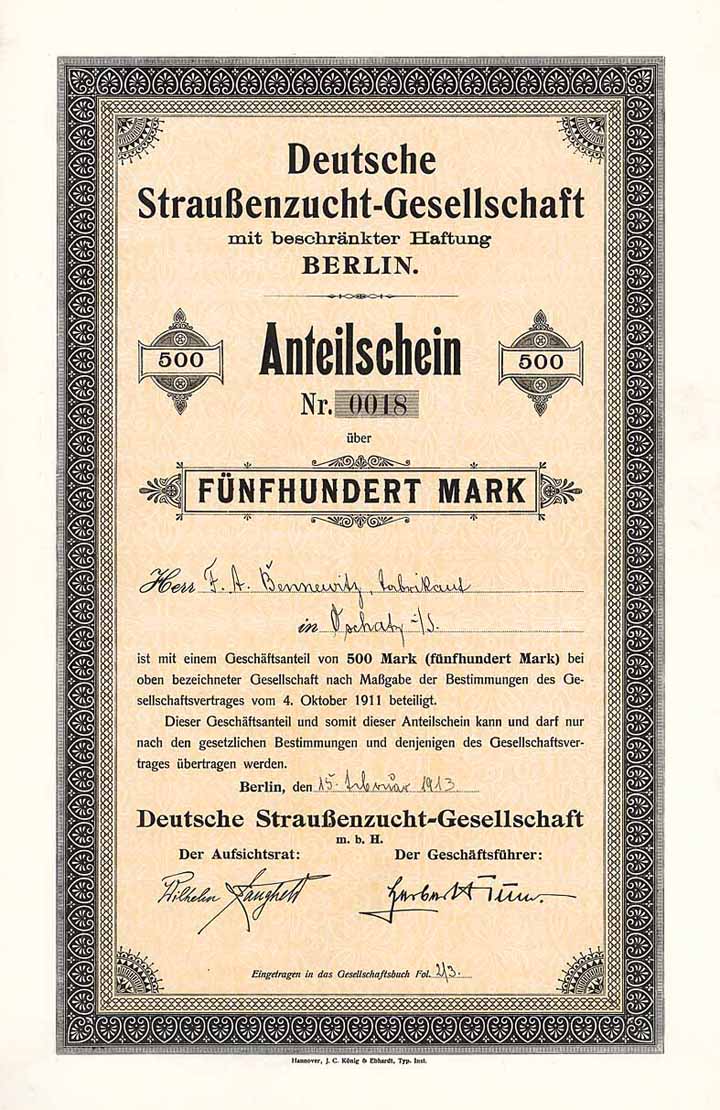 Deutsche
Straußenzucht-Gesellschaft
mit beschränkter Haftung
BERLIN.
500 Anteilschein 500
Nr. 0018
über
FÜNFHUNDERT MARK
Herr F. A. Bennewitz, Fabrikant
in Oschatz i/S.
ist mit einem Geschäftsanteil von 500 Mark (fünfhundert Mark) bei
oben bezeichneter Gesellschaft nach Maßgabe der Bestimmungen des Ge-
sellschaftsvertrages vom 4. Oktober 1911 beteiligt.
Dieser Geschäftsanteil und somit dieser Anteilschein kann und darf nur
nach den gesetzlichen Bestimmungen und denjenigen des Gesellschaftsver-
trages übertragen werden.
Berlin, den 15. Februar 1913
Deutsche Straußenzucht-Gesellschaft
m. b. H.
Der Aufsichtsrat: Der Geschäftsführer:
Wilhelm Herbert
Eingetragen in das Gesellschaftsbuch Fol. 2/3.
Hannover, J. C. König & Ebhardt, Typ. Inst.